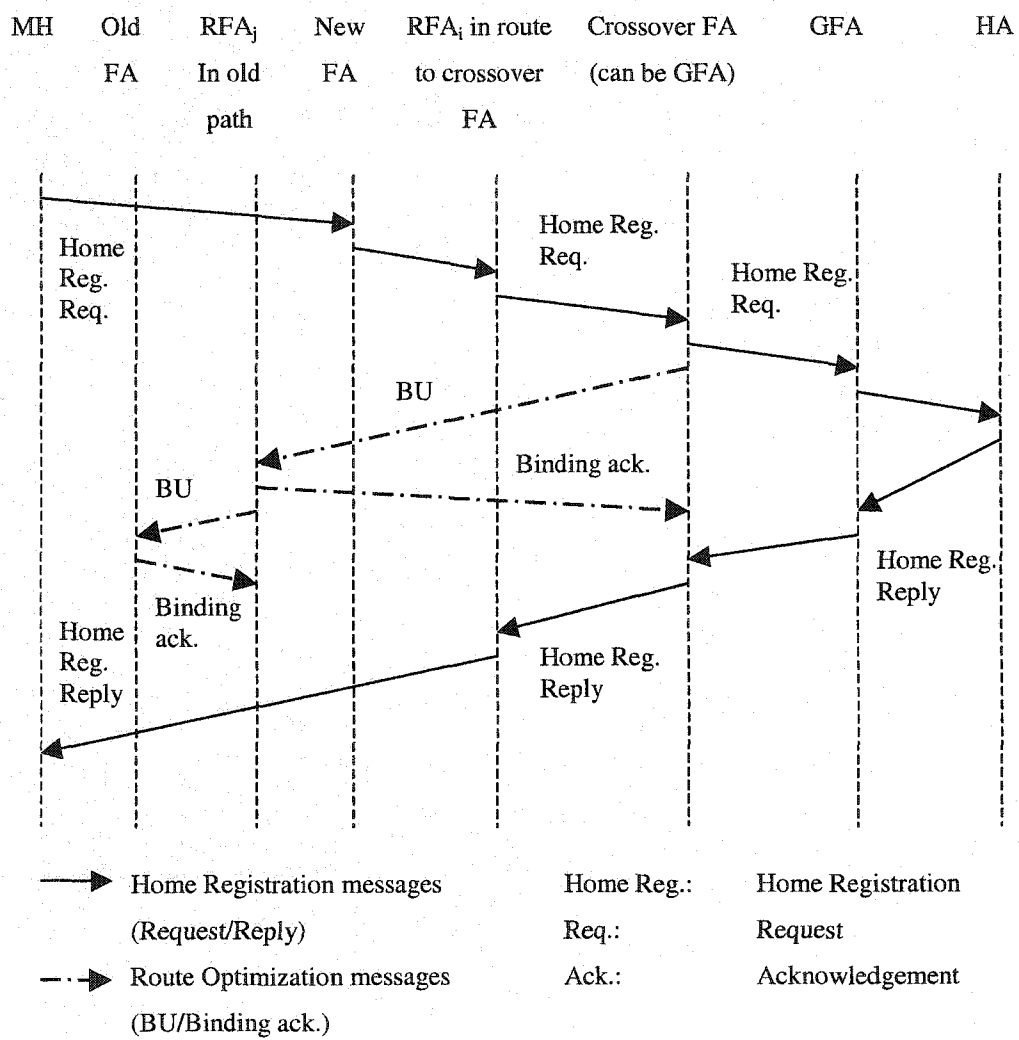 MH Old RFAj New RFAi in route Crossover FA GFA HA
FA In old FA to crossover (can be GFA)
path FA
Home Reg.
Req.
Home
Reg.
Req.
Home Reg.
Req.
BU
Binding ack.
BU
Home Reg.
Reply
Binding
ack.
Home
Reg.
Reply
Home Reg.
Reply
Home Registration messages
(Request/Reply)
Route Optimization messages
(BU/Binding ack.)
Home Reg.: Home Registration
Req.: Request
Ack.: Acknowledgement